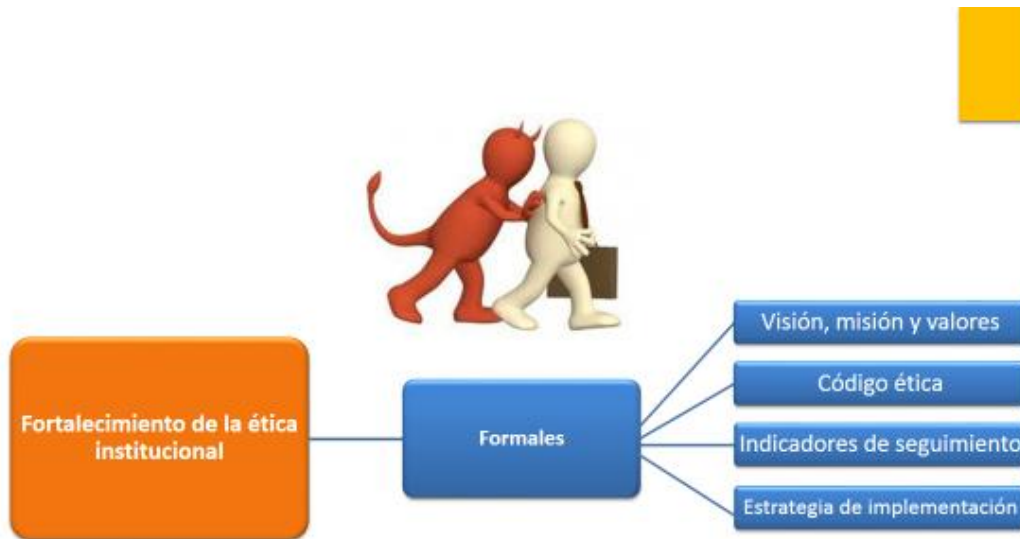 Fortalecimiento de la ética
institucional
Formales
Visión, misión y valores
Código ética
Indicadores de seguimiento
Estrategia de implementación